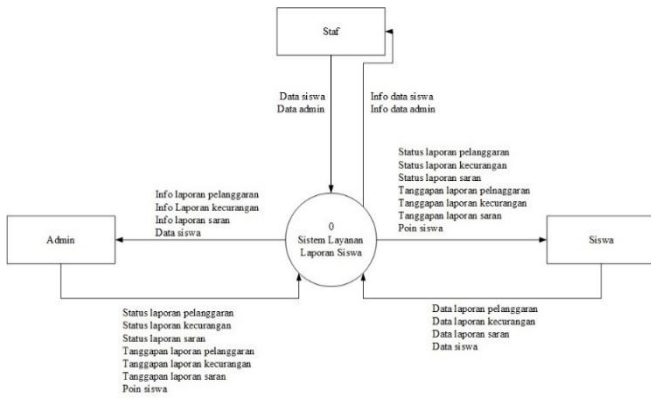 Staf
Data siswa
Data admin
Info data siswa
Info data admin
Status laporan pelanggaran
Status laporan kecurangan
Status laporan saran
Tanggapan laporan pelnaggaran
Tanggapan laporan kecurangan
Tanggapan laporan saran
Poin siswa
Info laporan pelanggaran
Info Laporan kecurangan
Info laporan saran
Data siswa
Admin
0
Sistem Layanan
Laporan Siswa
Siswa
Status laporan pelanggaran
Status laporan kecurangan
Status laporan saran
Tanggapan laporan pelanggaran
Tanggapan laporan kecurangan
Tanggapan laporan saran
Poin siswa
Data laporan pelanggaran
Data laporan kecurangan
Data laporan saran
Data siswa